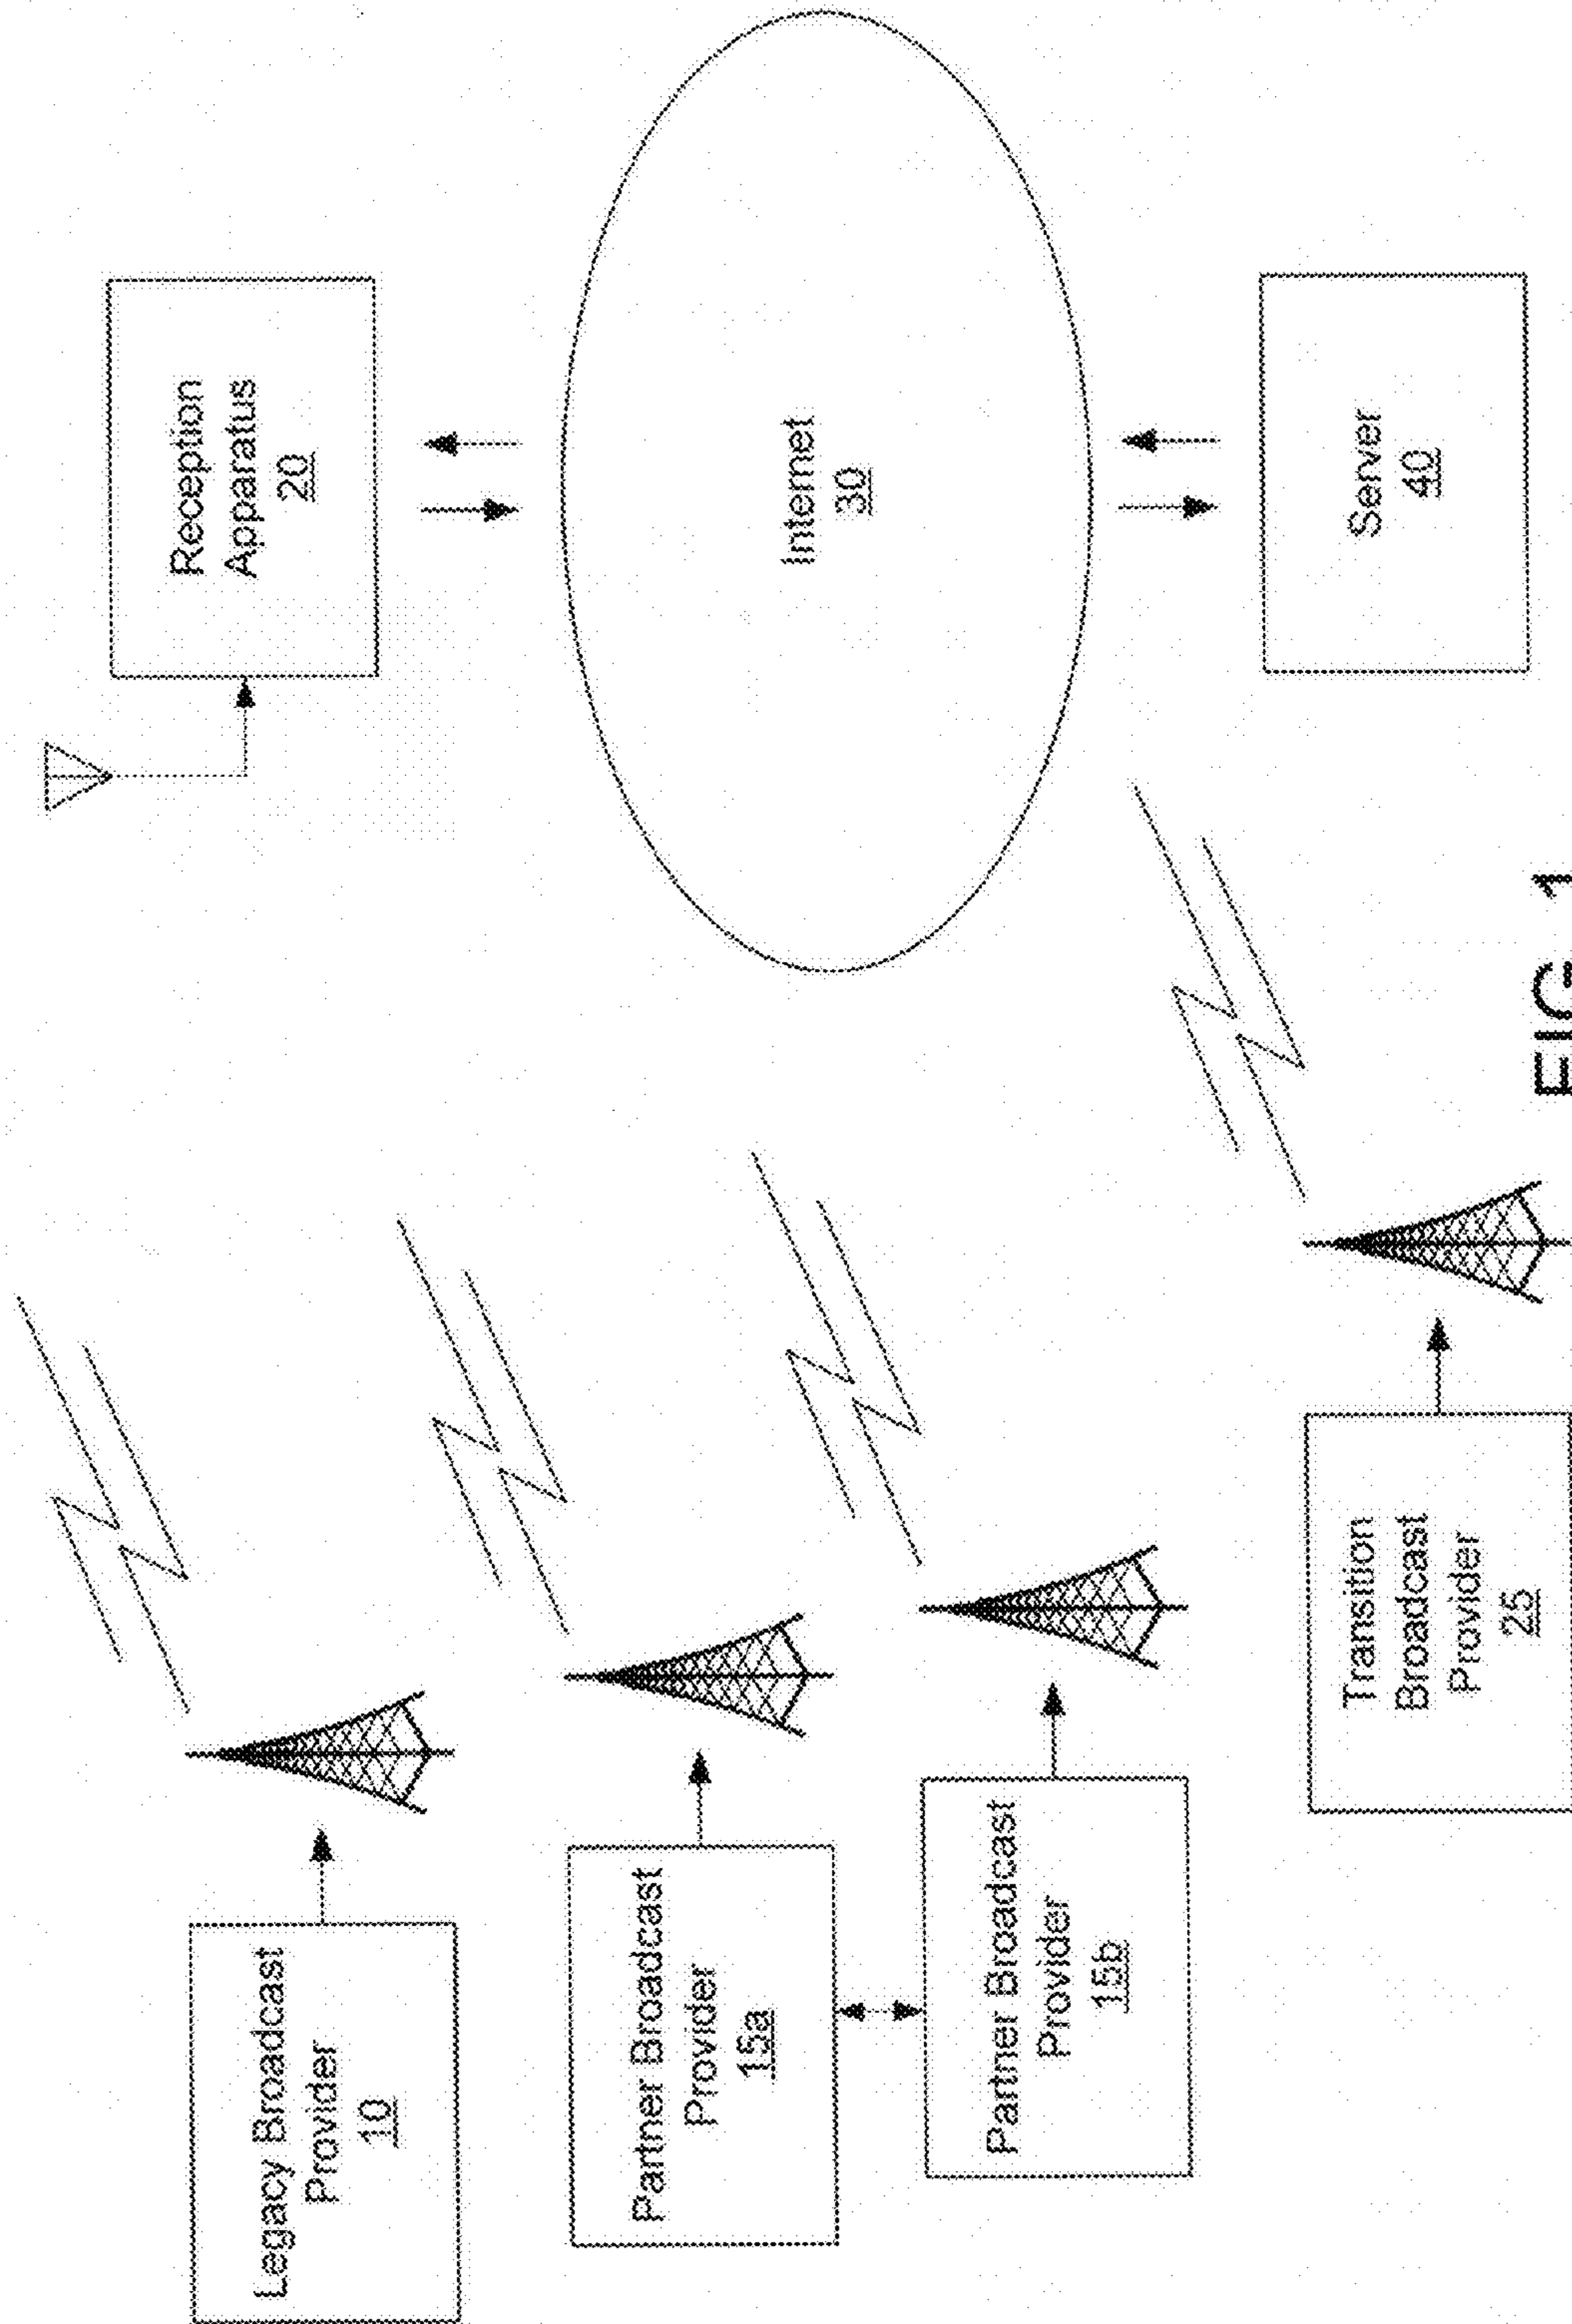 Legacy Broadcast
Provider
10
Partner Broadcast
Provider
15a
Partner Broadcast
Provider
15b
Transition
Broadcast
Provider
25
Reception
Apparatus
20
Internet
30
Server
40
FIG. 1